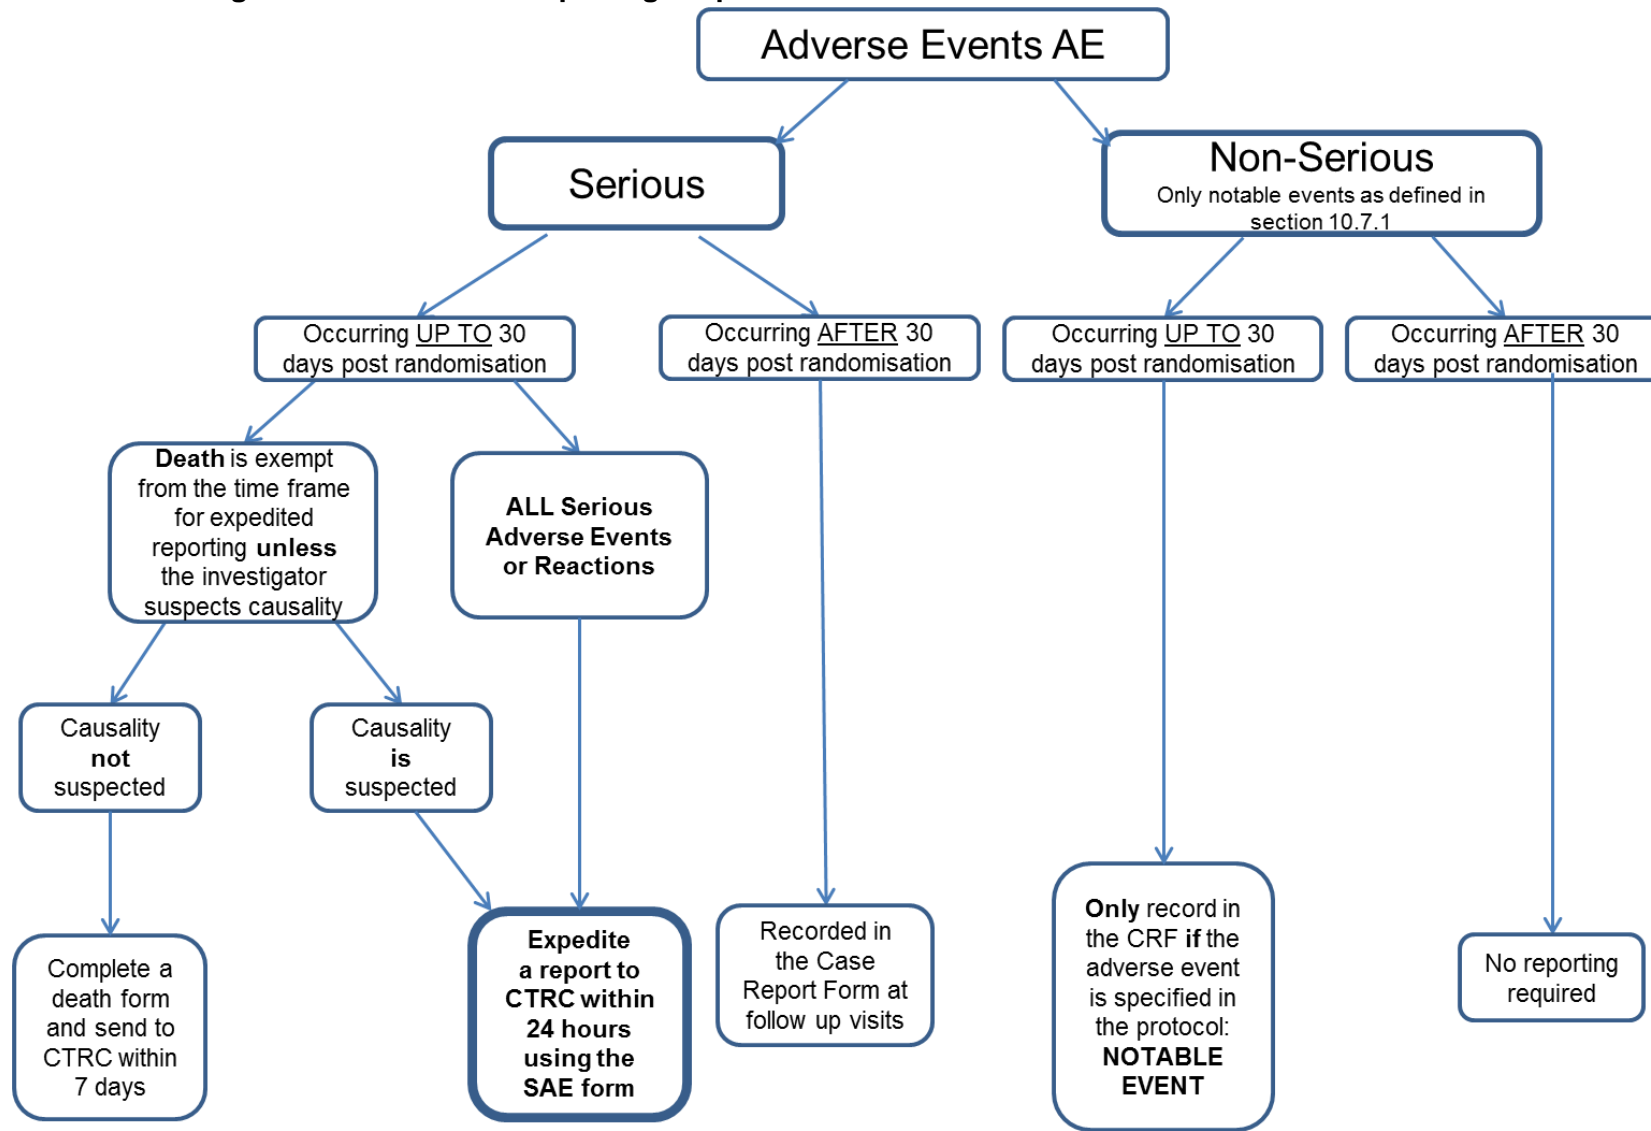 Adverse Events AE
Serious
Non-Serious
Only notable events as defined in
section 10.7.1
Occurring UP TO 30
days post randomisation
Occurring AFTER 30
days post randomisation
Occurring UP TO 30
days post randomisation
Occurring AFTER 30
days post randomisation
Death is exempt
from the time frame
for expedited
reporting unless
the investigator
suspects causality
ALL Serious
Adverse Events
or Reactions
Causality
not
suspected
Causality
is
suspected
Complete a
death form
and send to
CTRC within
7 days
Expedite
a report to
CTRC within
24 hours
using the
SAE form
Recorded in
the Case
Report Form at
follow up visits
Only record in
the CRF if the
adverse event
is specified in
the protocol:
NOTABLE
EVENT
No reporting
required